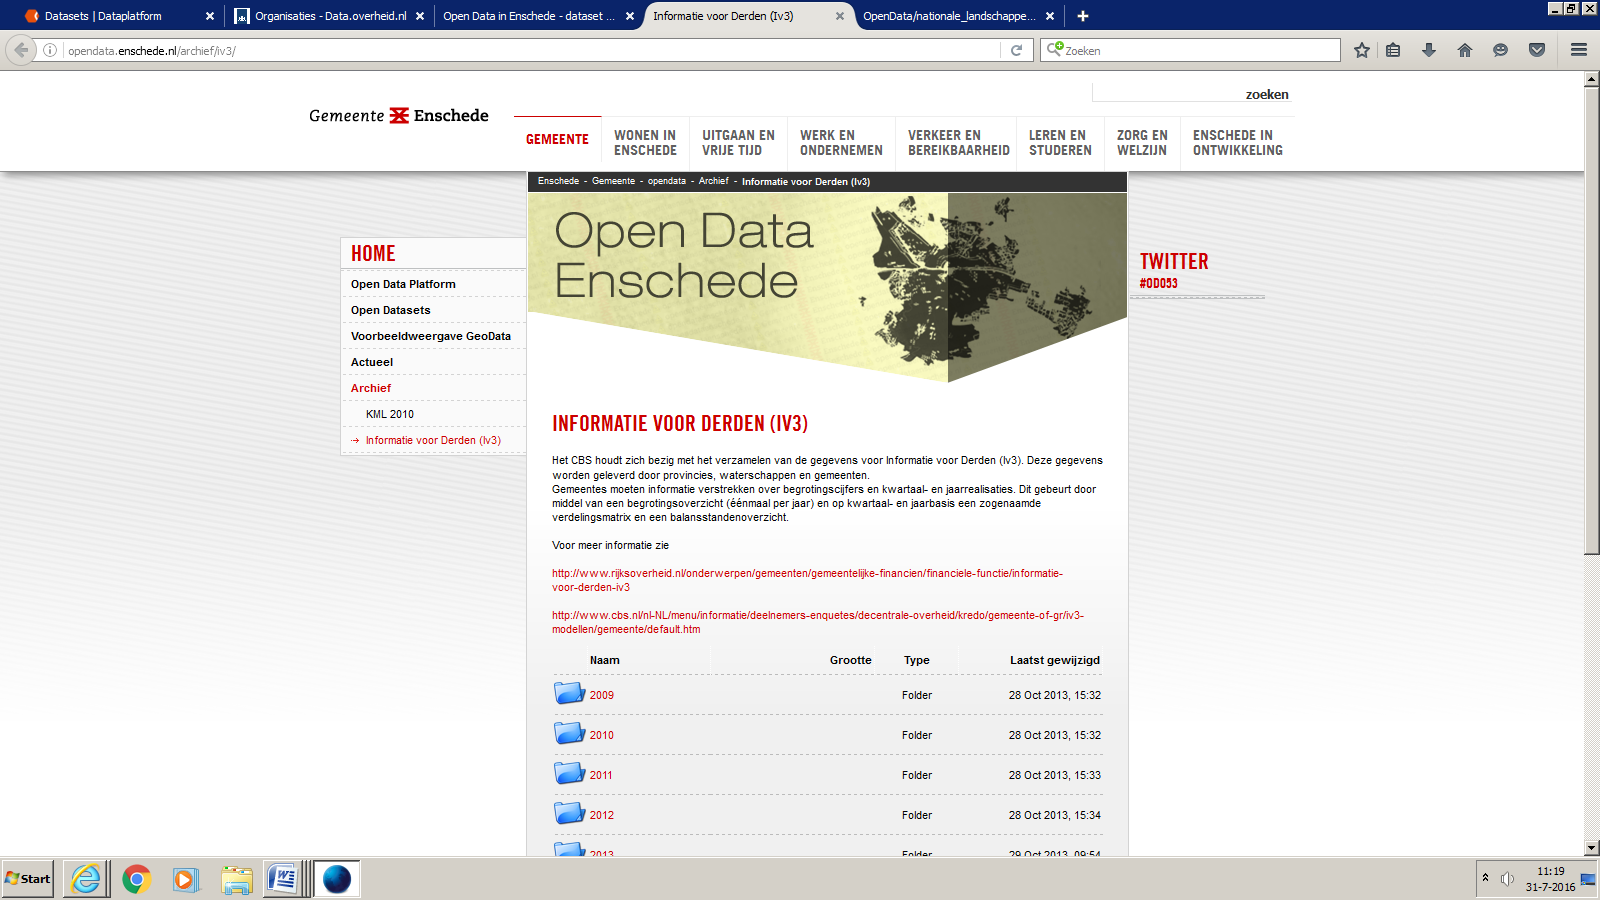 Datasets | Dataplatform
Organisaties - Data.overheid.nl
Open Data in Enschede - dataset ...
Informatie voor Derden (Iv3)
OpenData/nationale_landschappe...
opendata.enschede.nl/archief/iv3/
Zoeken
zoeken
Gemeente Enschede
GEMEENTE
WONEN IN
ENSCHEDE
UITGAAN EN
VRIJE TIJD
WERK EN
ONDERNEMEN
VERKEER EN
BEREIKBAARHEID
LEREN EN
STUDEREN
ZORG EN
WELZIJN
ENSCHEDE IN
ONTWIKKELING
Enschede - Gemeente - opendata - Archief - Informatie voor Derden (Iv3)
Open Data
Enschede
HOME
Open Data Platform
Open Datasets
Voorbeeldweergave GeoData
Actueel
Archief
KML 2010
Informatie voor Derden (Iv3)
TWITTER
#OD053
INFORMATIE VOOR DERDEN (IV3)
Het CBS houdt zich bezig met het verzamelen van de gegevens voor Informatie voor Derden (Iv3). Deze gegevens
worden geleverd door provincies, waterschappen en gemeenten.
Gemeentes moeten informatie verstrekken over begrotingscijfers en kwartaal- en jaarrealisaties. Dit gebeurt door
middel van een begrotingsoverzicht (éénmaal per jaar) en op kwartaal- en jaarbasis een zogenaamde
verdelingsmatrix en een balansstandenoverzicht.
Voor meer informatie zie
http://www.rijksoverheid.nl/onderwerpen/gemeenten/gemeentelijke-financien/financiele-functie/informatie-
voor-derden-iv3
http://www.cbs.nl/nl-NL/menu/informatie/deelnemers-enquetes/decentrale-overheid/kredo/gemeente-of-gr/iv3-
modellen/gemeente/default.htm
Naam Grootte Type Laatst gewijzigd
2009 Folder 28 Oct 2013, 15:32
2010 Folder 28 Oct 2013, 15:32
2011 Folder 28 Oct 2013, 15:33
2012 Folder 28 Oct 2013, 15:34
2013 Folder 29 Oct 2013, 09:54
Start
11:19
31-7-2016